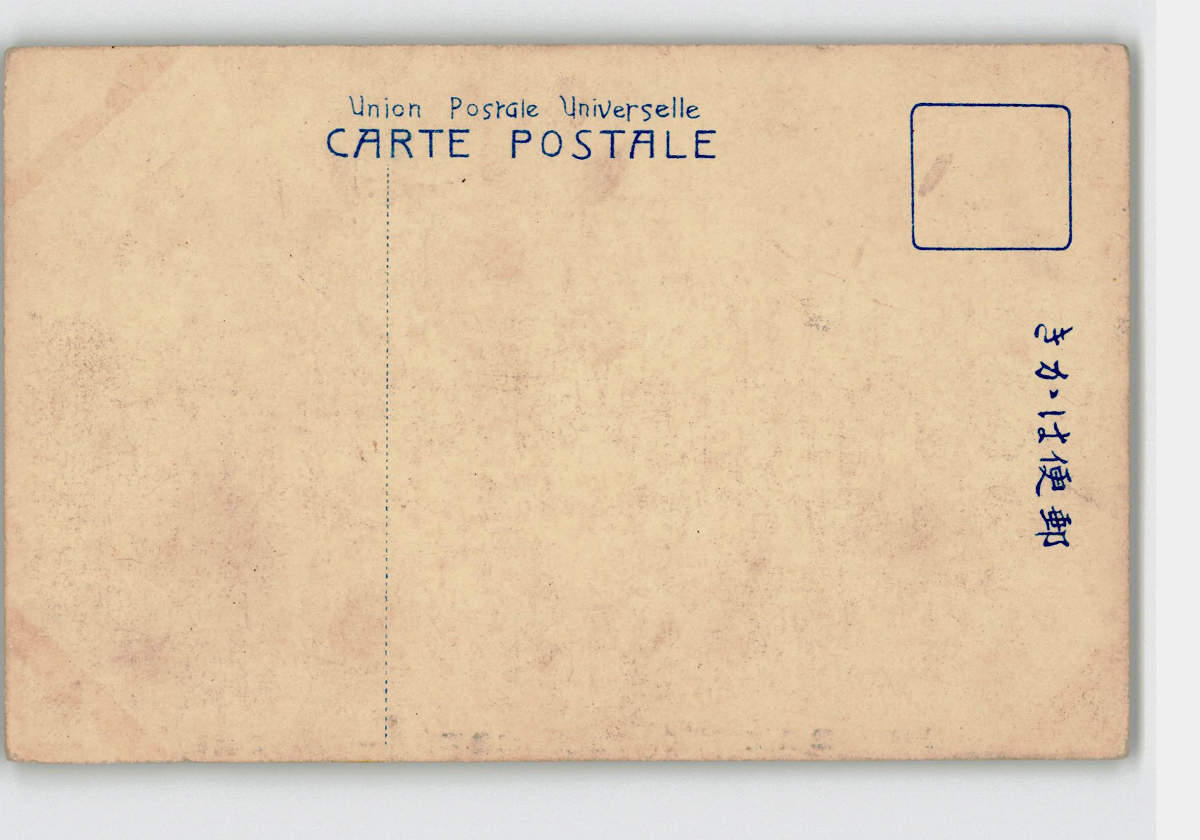 Union Postale Universelle
CARTE POSTALE
郵便はがき